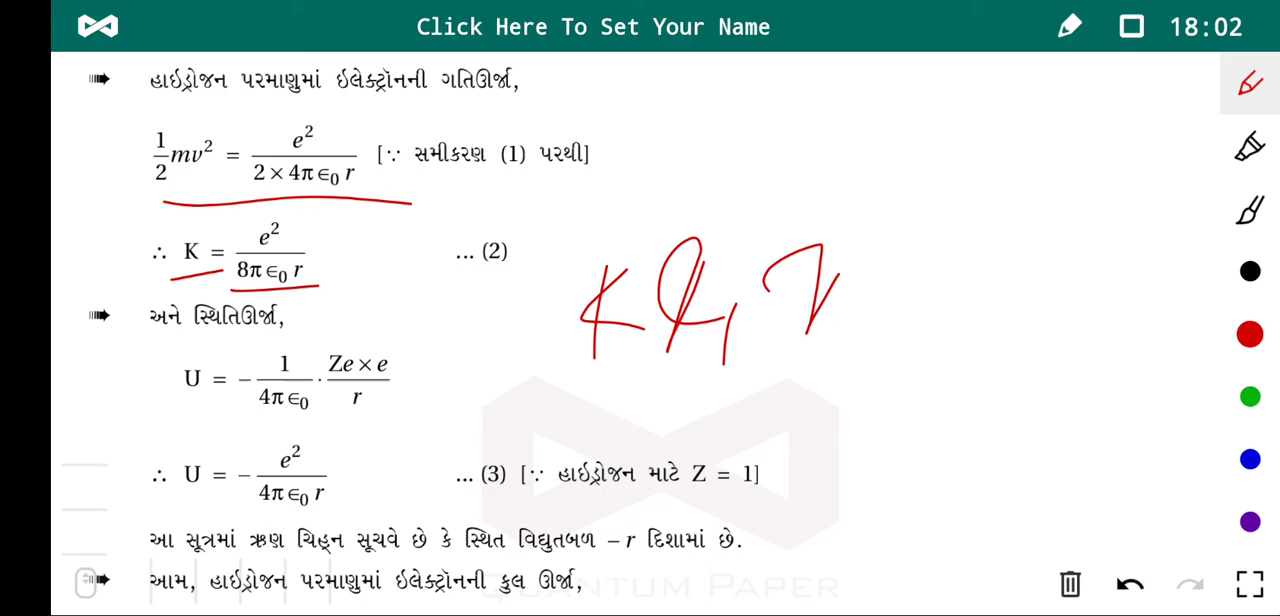 Click Here To Set Your Name 18:02
➠ હાઇડ્રોજન પરમાણુમાં ઇલેક્ટ્રૉનની ગતિઊર્જા,
1/2 mv² = e² / (2 × 4π∈₀ r) [∵ સમીકરણ (1) પરથી]
∴ K = e² / (8π∈₀ r) ... (2)
➠ અને સ્થિતિઊર્જા,
U = − 1/(4π∈₀) · (Ze × e)/r
∴ U = − e² / (4π∈₀ r) ... (3) [∵ હાઇડ્રોજન માટે Z = 1]
આ સૂત્રમાં ઋણ ચિહ્ન સૂચવે છે કે સ્થિત વિદ્યુતબળ − r દિશામાં છે.
➠ આમ, હાઇડ્રોજન પરમાણુમાં ઇલેક્ટ્રૉનની કુલ ઊર્જા,
QUANTUM PAPER